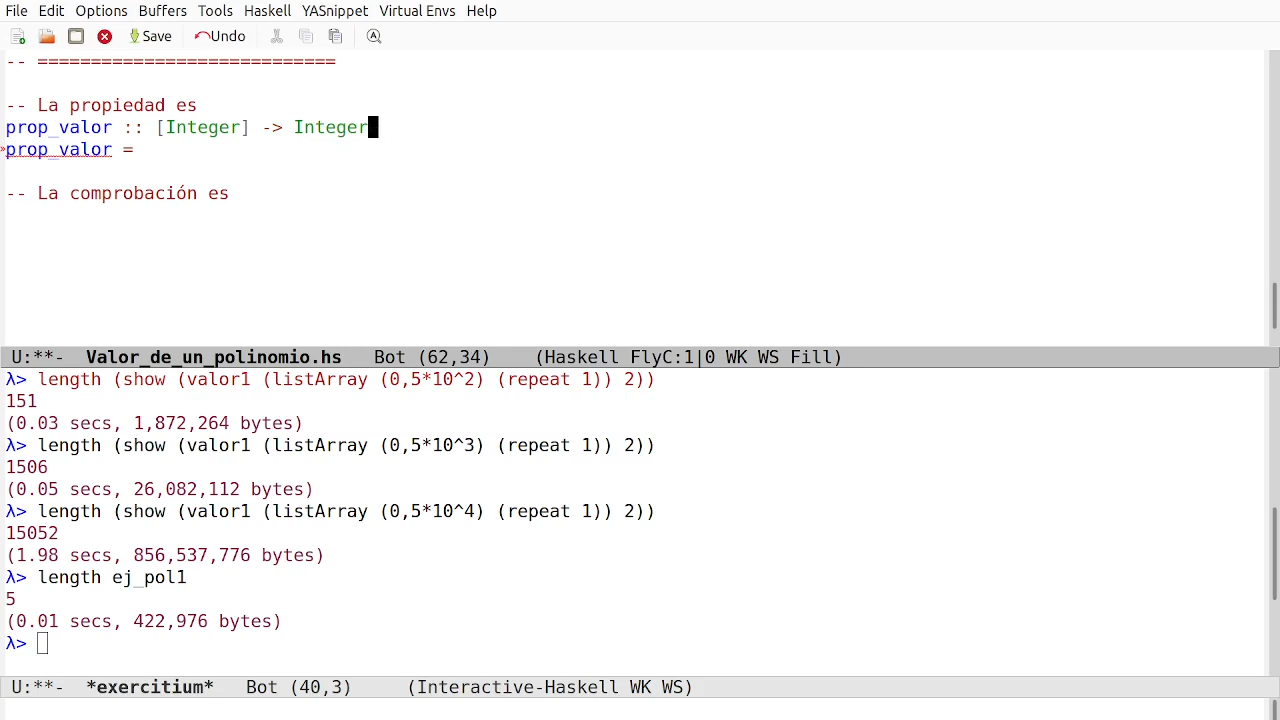 File Edit Options Buffers Tools Haskell YASnippet Virtual Envs Help
Save Undo
-- ============================
-- La propiedad es
prop_valor :: [Integer] -> Integer
prop_valor =
-- La comprobación es
U:**-  Valor_de_un_polinomio.hs   Bot (62,34)    (Haskell FlyC:1|0 WK WS Fill)
λ> length (show (valor1 (listArray (0,5*10^2) (repeat 1)) 2))
151
(0.03 secs, 1,872,264 bytes)
λ> length (show (valor1 (listArray (0,5*10^3) (repeat 1)) 2))
1506
(0.05 secs, 26,082,112 bytes)
λ> length (show (valor1 (listArray (0,5*10^4) (repeat 1)) 2))
15052
(1.98 secs, 856,537,776 bytes)
λ> length ej_pol1
5
(0.01 secs, 422,976 bytes)
λ>
U:**-  *exercitium*   Bot (40,3)     (Interactive-Haskell WK WS)